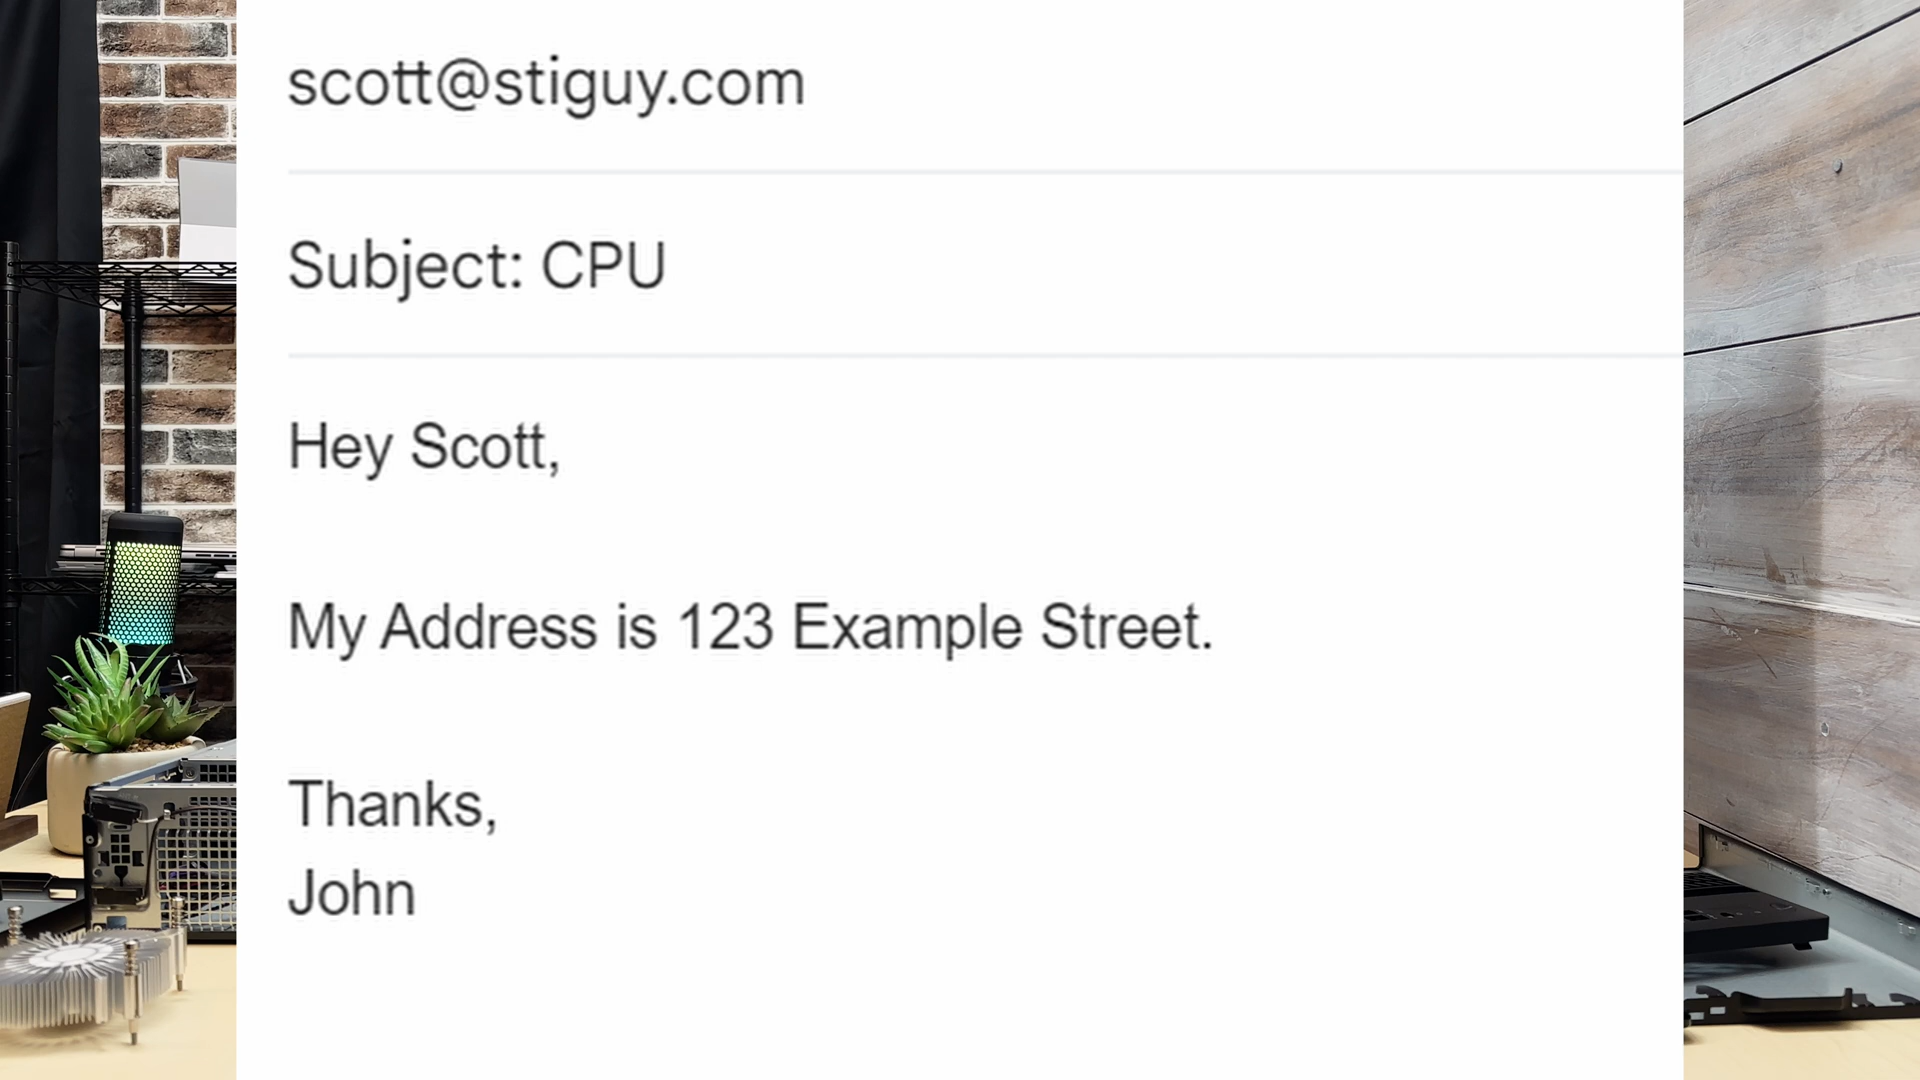 scott@stiguy.com
Subject: CPU
Hey Scott,
My Address is 123 Example Street.
Thanks,
John